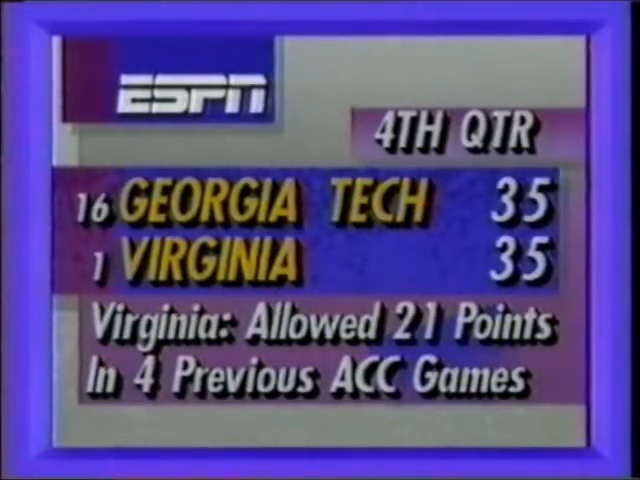 ESPN
4TH QTR
16 GEORGIA TECH 35
1 VIRGINIA 35
Virginia: Allowed 21 Points
In 4 Previous ACC Games